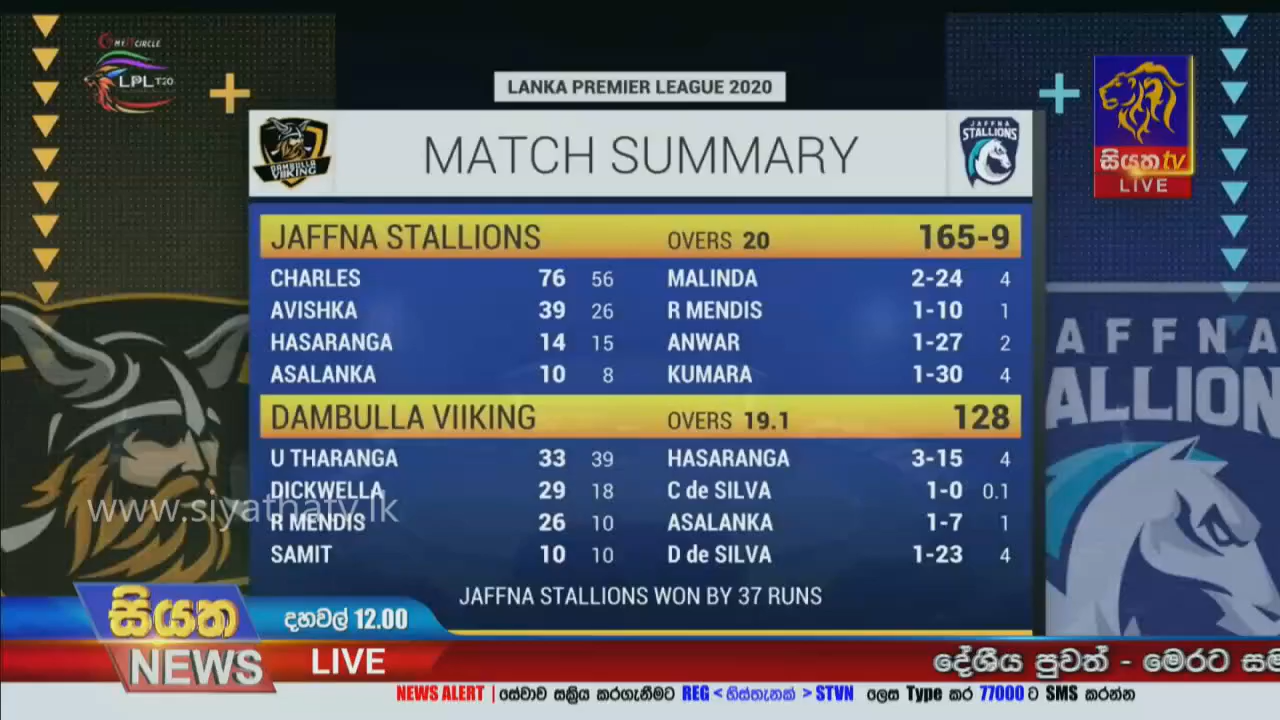 MY11CIRCLE
LPL T20
LANKA PREMIER LEAGUE 2020
DAMBULLA
VIIKING
MATCH SUMMARY
JAFFNA
STALLIONS
සියත tv
LIVE
JAFFNA STALLIONS OVERS 20 165-9
CHARLES 76 56 MALINDA 2-24 4
AVISHKA 39 26 R MENDIS 1-10 1
HASARANGA 14 15 ANWAR 1-27 2
ASALANKA 10 8 KUMARA 1-30 4
DAMBULLA VIIKING OVERS 19.1 128
U THARANGA 33 39 HASARANGA 3-15 4
DICKWELLA 29 18 C de SILVA 1-0 0.1
R MENDIS 26 10 ASALANKA 1-7 1
SAMIT 10 10 D de SILVA 1-23 4
JAFFNA STALLIONS WON BY 37 RUNS
JAFFNA
ALLION
www.siyathatv.lk
සියත දහවල් 12.00
NEWS LIVE
දේශීය පුවත් - මෙරට සම
NEWS ALERT | සේවාව සක්‍රිය කරගැනීමට REG < හිස්තැනක් > STVN ලෙස Type කර 77000 ට SMS කරන්න